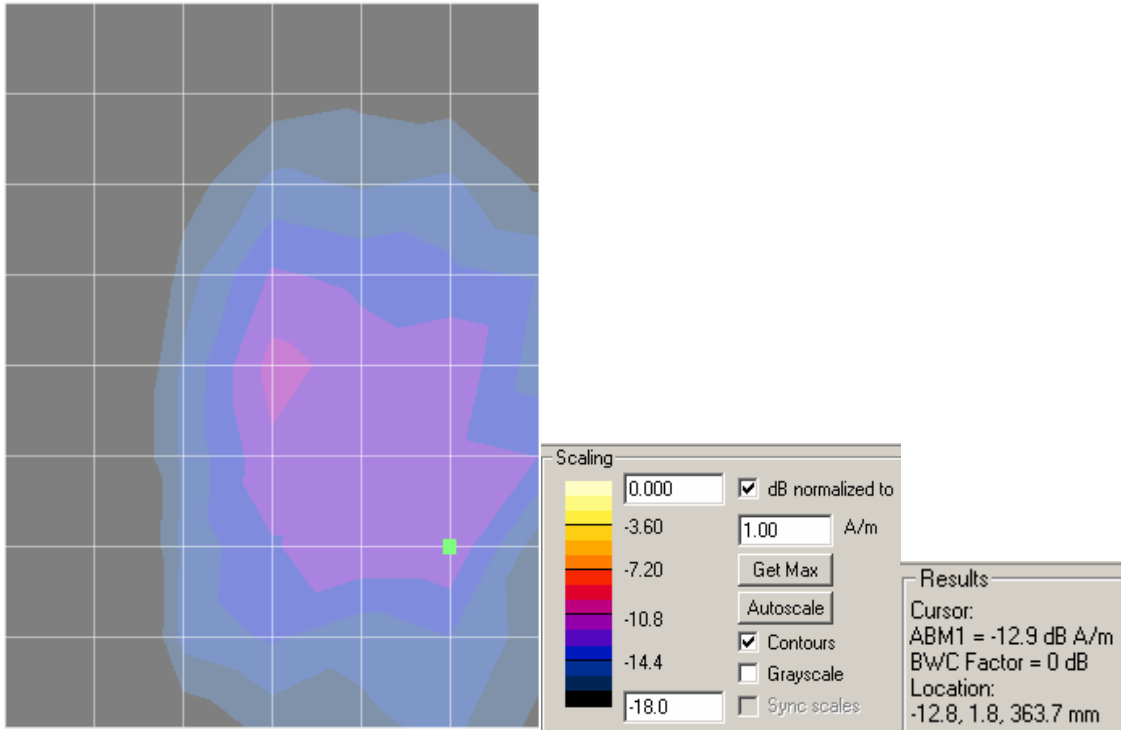 Scaling
0.000
dB normalized to
-3.60
1.00 A/m
-7.20
Get Max
Autoscale
-10.8
Contours
-14.4
Grayscale
-18.0
Sync scales
Results
Cursor:
ABM1 = -12.9 dB A/m
BWC Factor = 0 dB
Location:
-12.8, 1.8, 363.7 mm